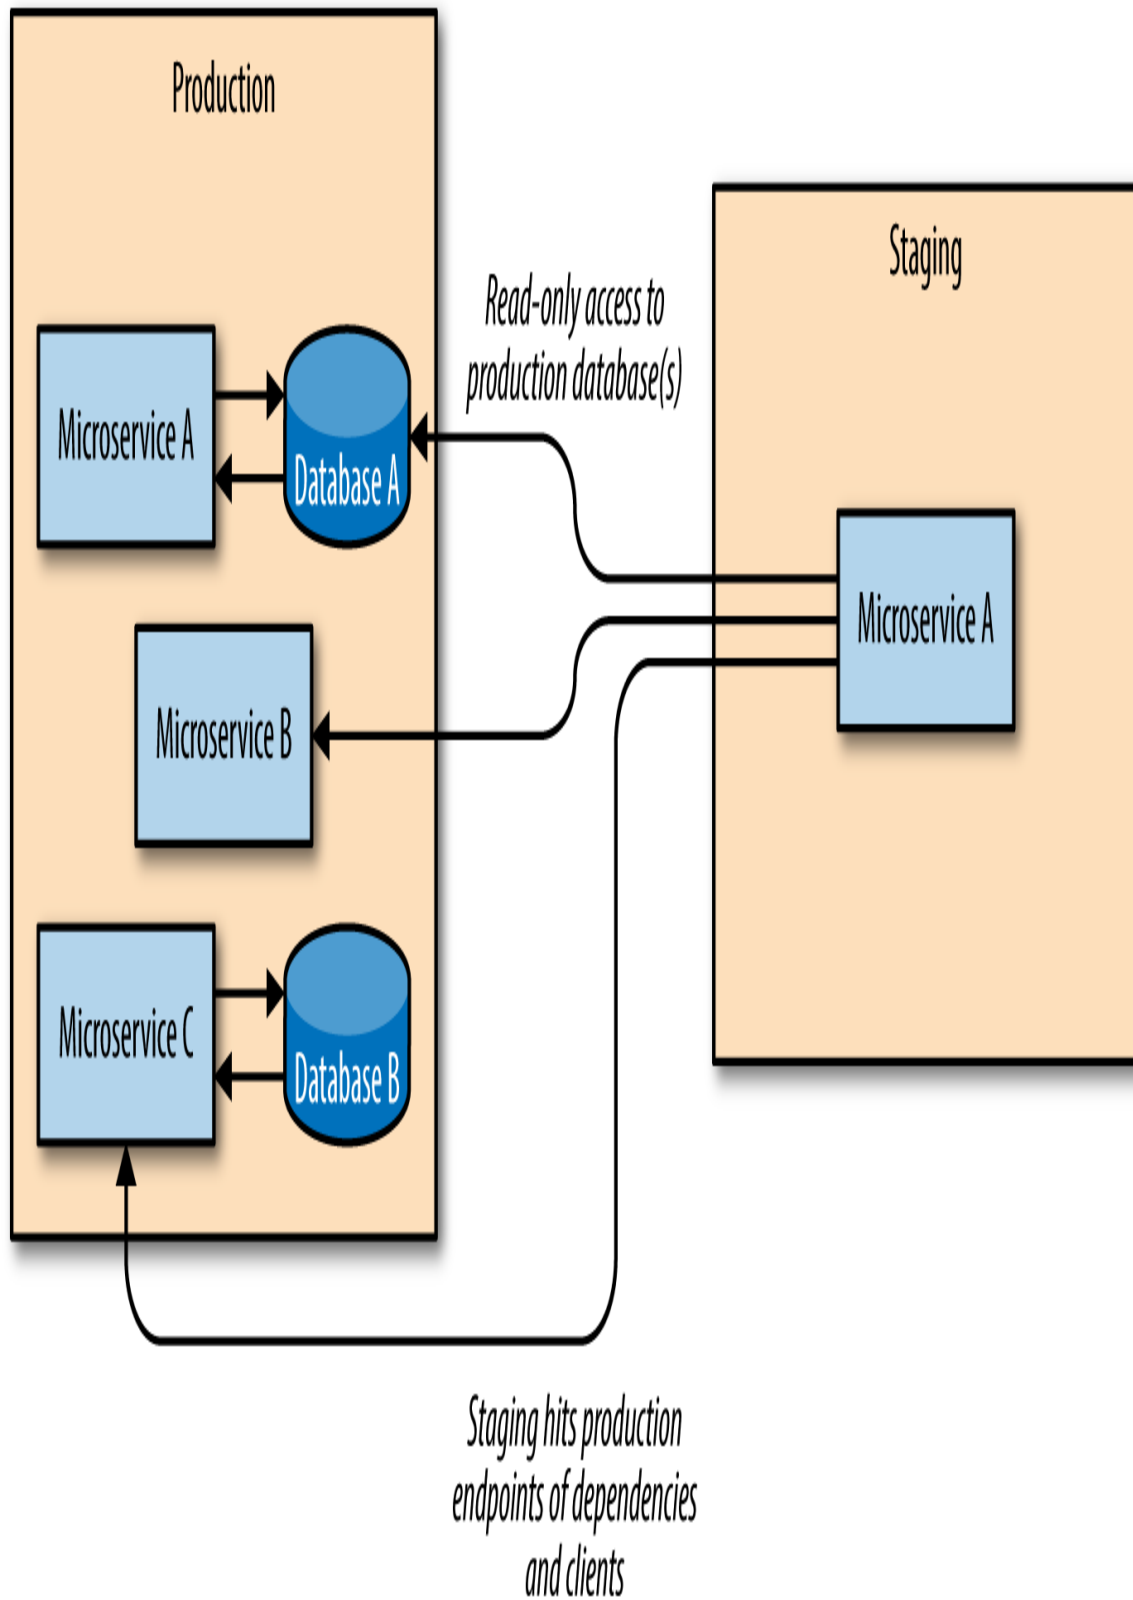 Production
Staging
Read-only access to
production database(s)
Microservice A
Database A
Microservice A
Microservice B
Microservice C
Database B
Staging hits production
endpoints of dependencies
and clients